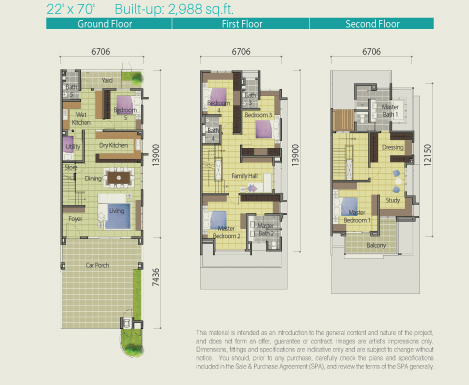 22' x 70' Built-up: 2,988 sq.ft.
Ground Floor
First Floor
Second Floor
6706
6706
6706
Yard
Bath 5
Bedroom 5
Wet Kitchen
Utility
Dry Kitchen
Store
Dining
Living
Foyer
Car Porch
13900
7436
Bedroom 4
Bath 3
Bedroom 3
Bath 4
Family Hall
Master Bedroom 2
Master Bath 2
13900
Master Bath 1
Dressing
Study
Master Bedroom 1
Balcony
12150
This material is intended as an introduction to the general content and nature of the project,
and does not form an offer, guarantee or contract. Images are artist's impressions only.
Dimensions, fittings and specifications are indicative only and are subject to change without
notice. You should, prior to any purchase, carefully check the plans and specifications
included in the Sale & Purchase Agreement (SPA), and review the terms of the SPA generally.